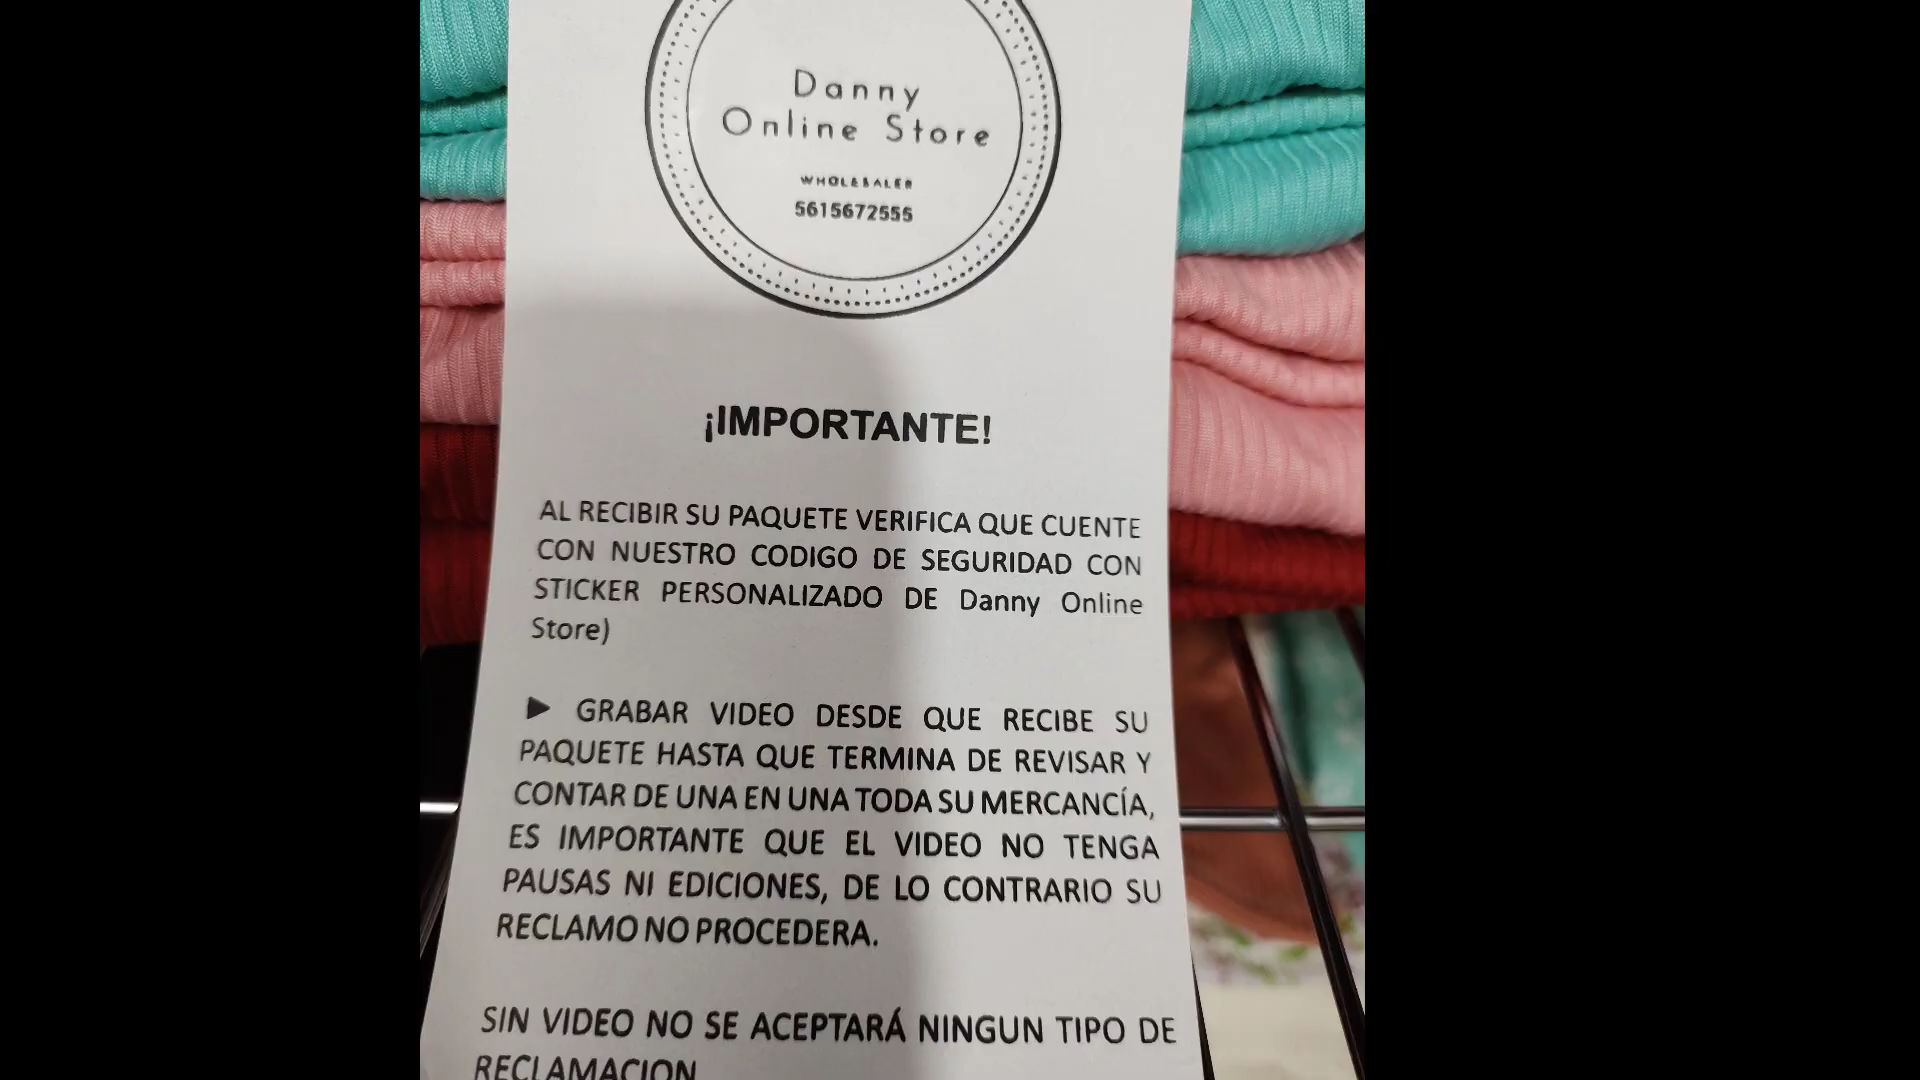 Danny
Online Store
WHOLESALER
5615672555
¡IMPORTANTE!
AL RECIBIR SU PAQUETE VERIFICA QUE CUENTE
CON NUESTRO CODIGO DE SEGURIDAD CON
STICKER PERSONALIZADO DE Danny Online
Store)
► GRABAR VIDEO DESDE QUE RECIBE SU
PAQUETE HASTA QUE TERMINA DE REVISAR Y
CONTAR DE UNA EN UNA TODA SU MERCANCÍA,
ES IMPORTANTE QUE EL VIDEO NO TENGA
PAUSAS NI EDICIONES, DE LO CONTRARIO SU
RECLAMO NO PROCEDERA.
SIN VIDEO NO SE ACEPTARÁ NINGUN TIPO DE
RECLAMACION